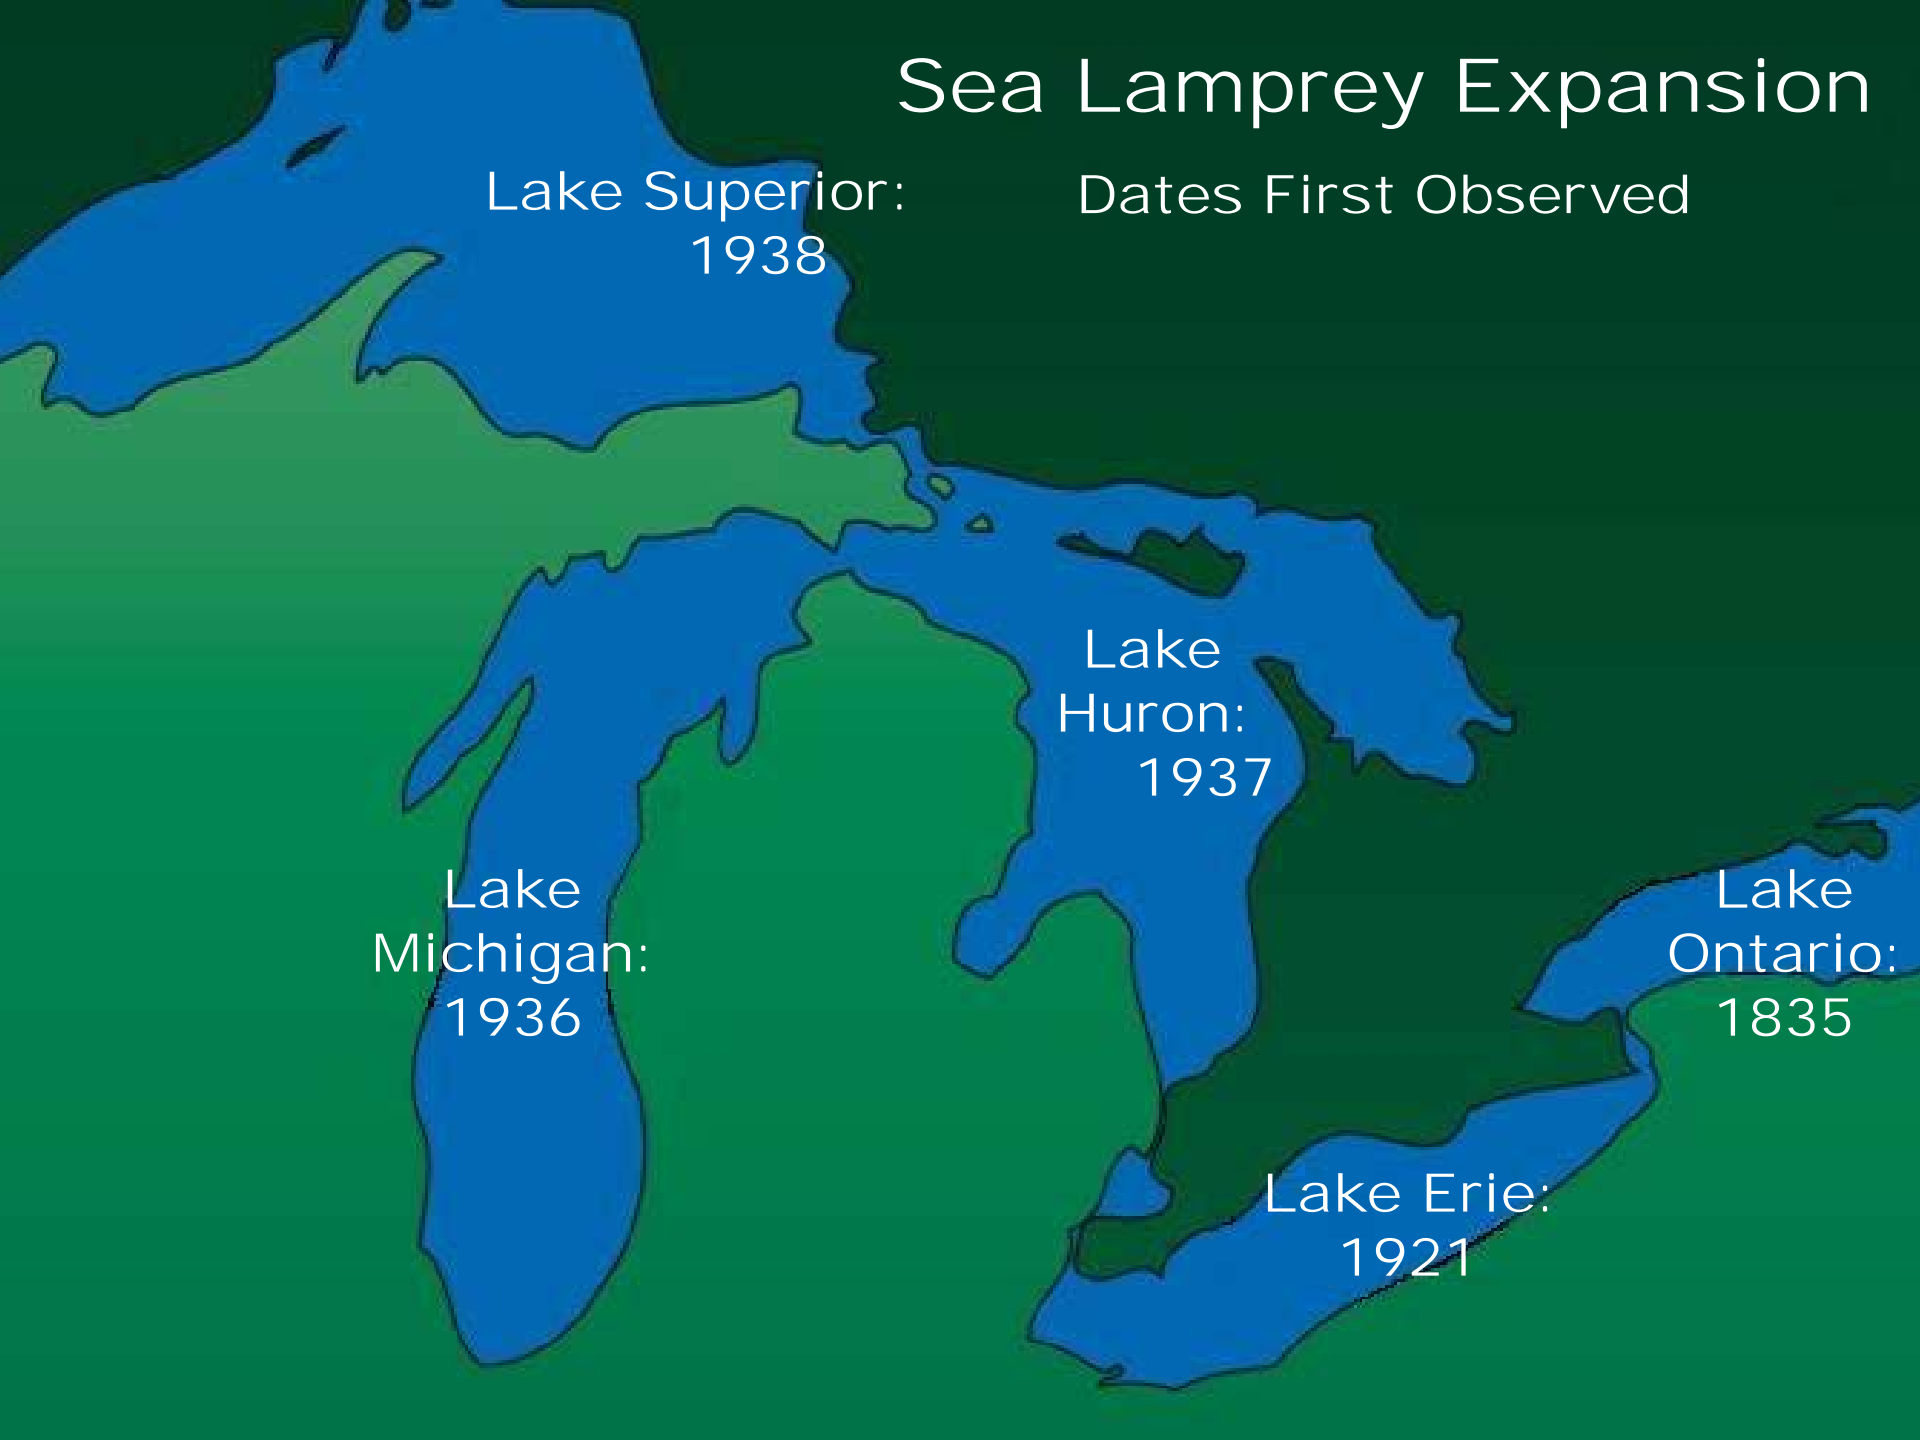 Sea Lamprey Expansion
Dates First Observed
Lake Superior:
1938
Lake
Huron:
1937
Lake
Michigan:
1936
Lake
Ontario:
1835
Lake Erie:
1921